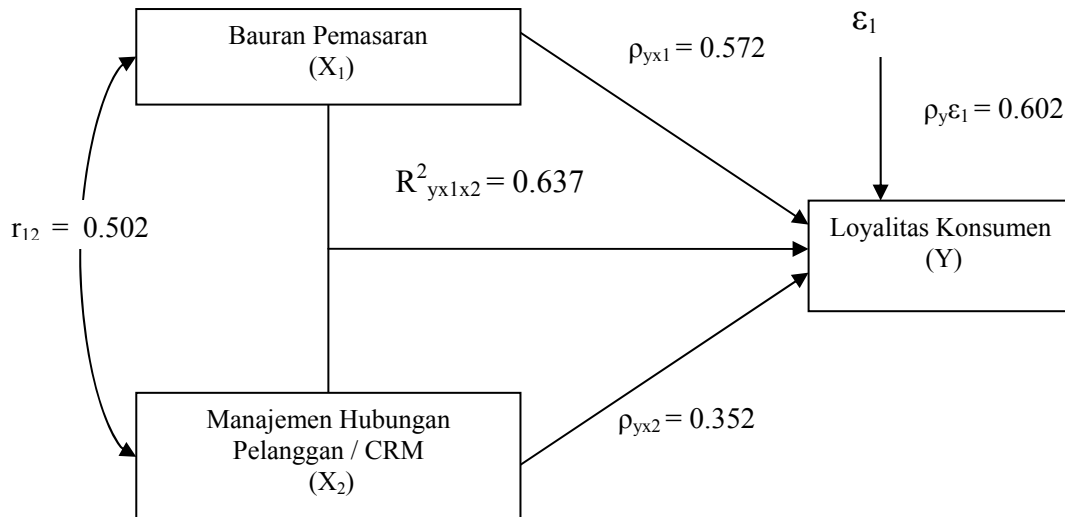 Bauran Pemasaran
(X₁)
ε₁
ρyx1 = 0.572
ρyε₁ = 0.602
R²yx1x2 = 0.637
r₁₂ = 0.502
Loyalitas Konsumen
(Y)
Manajemen Hubungan
Pelanggan / CRM
(X₂)
ρyx2 = 0.352